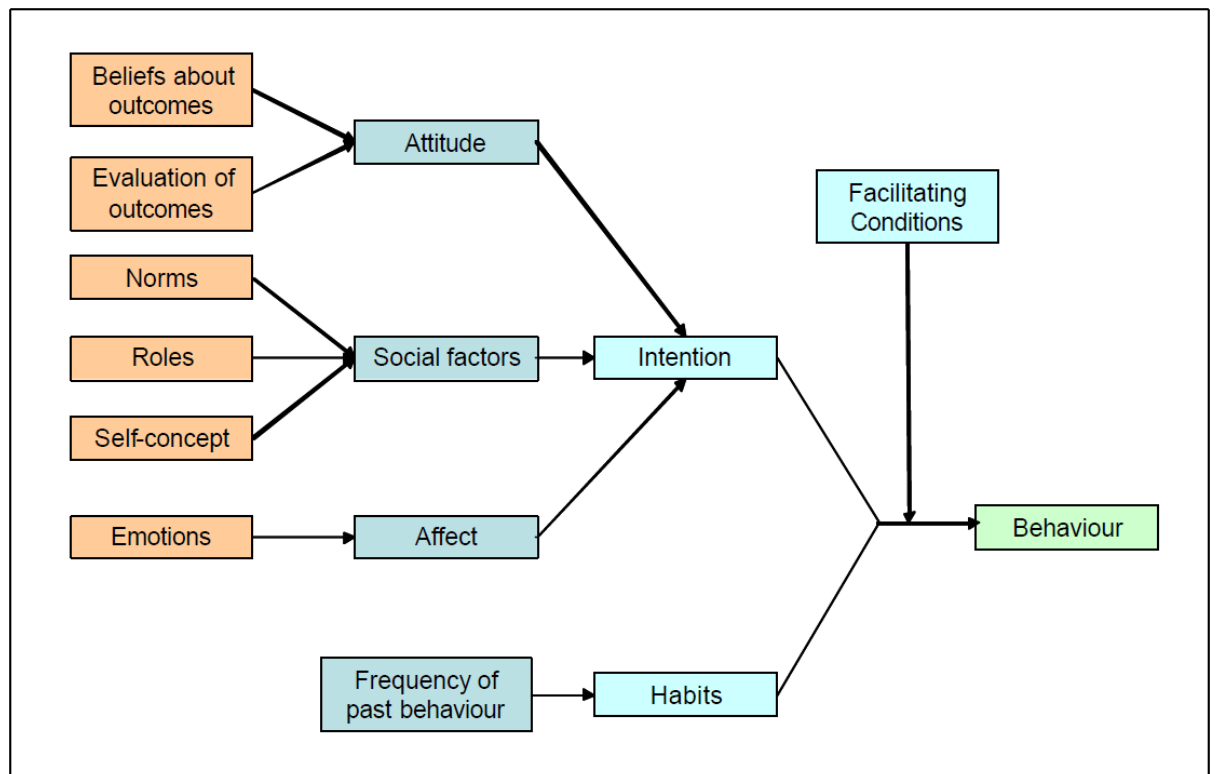 Beliefs about
outcomes
Attitude
Evaluation of
outcomes
Facilitating
Conditions
Norms
Roles
Social factors
Intention
Self-concept
Emotions
Affect
Behaviour
Frequency of
past behaviour
Habits